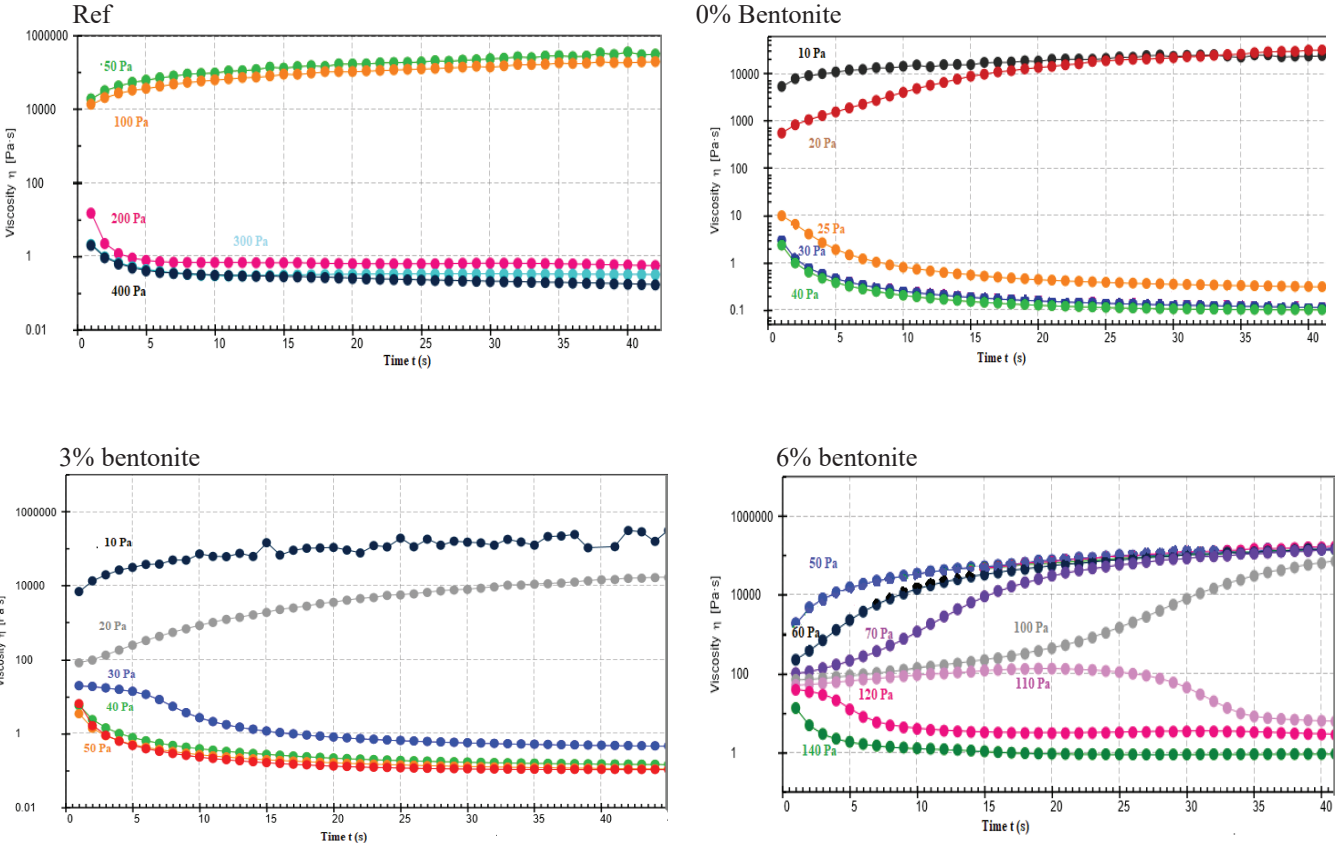 Ref
1000000
10000
100
1
0.01
Viscosity η [Pa·s]
50 Pa
100 Pa
200 Pa
300 Pa
400 Pa
0 5 10 15 20 25 30 35 40
Time t (s)
0% Bentonite
10000
1000
100
10
1
0.1
Viscosity η [Pa·s]
10 Pa
20 Pa
25 Pa
30 Pa
40 Pa
0 5 10 15 20 25 30 35 40
Time t (s)
3% bentonite
1000000
10000
100
1
0.01
Viscosity η
10 Pa
20 Pa
30 Pa
40 Pa
50 Pa
0 5 10 15 20 25 30 35 40
Time t (s)
6% bentonite
1000000
10000
100
1
Viscosity η [Pa·s]
50 Pa
60 Pa
70 Pa
100 Pa
110 Pa
120 Pa
140 Pa
0 5 10 15 20 25 30 35 40
Time t (s)